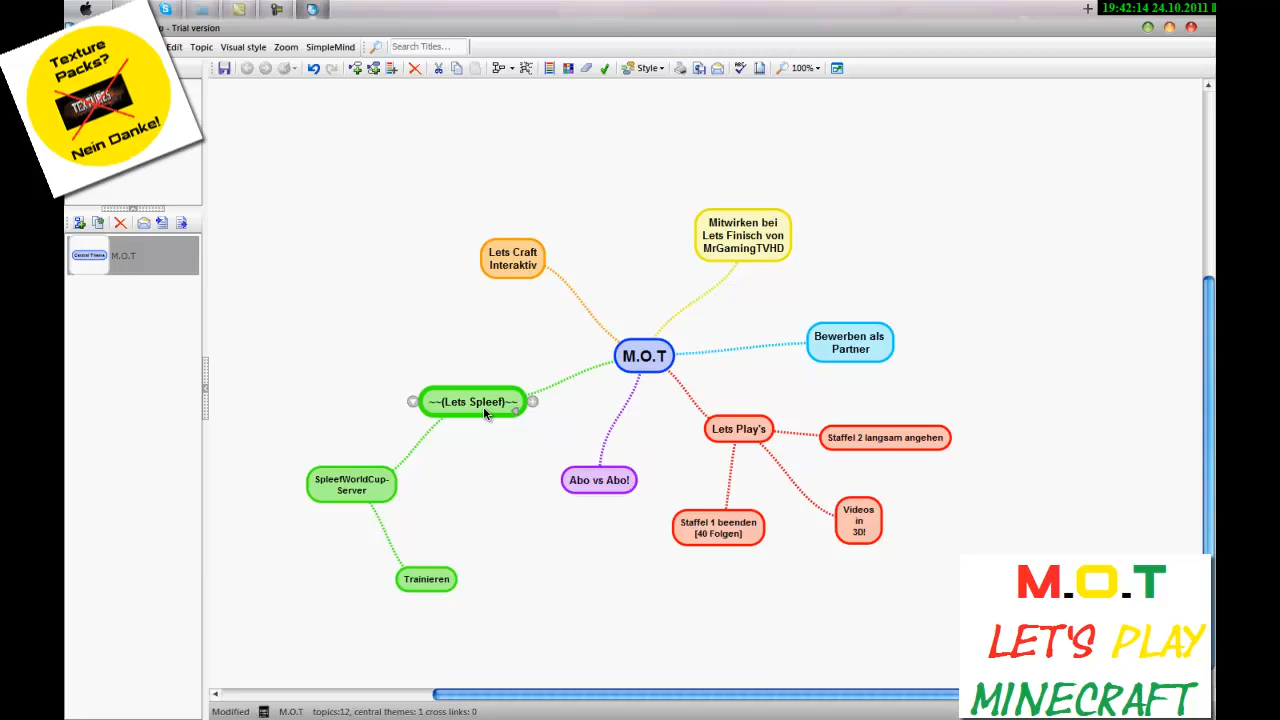 19:42:14 24.10.2011
- Trial version
Edit Topic Visual style Zoom SimpleMind Search Titles...
Style 100%
Texture
Packs?
TEXTURES
Nein Danke!
Central Theme
M.O.T
Mitwirken bei
Lets Finisch von
MrGamingTVHD
Lets Craft
Interaktiv
Bewerben als
Partner
M.O.T
~~(Lets Spleef)~~
Lets Play's
Staffel 2 langsam angehen
Abo vs Abo!
SpleefWorldCup-
Server
Staffel 1 beenden
[40 Folgen]
Videos
in
3D!
Trainieren
M.O.T
LET'S PLAY
MINECRAFT
Modified M.O.T topics:12, central themes: 1 cross links: 0